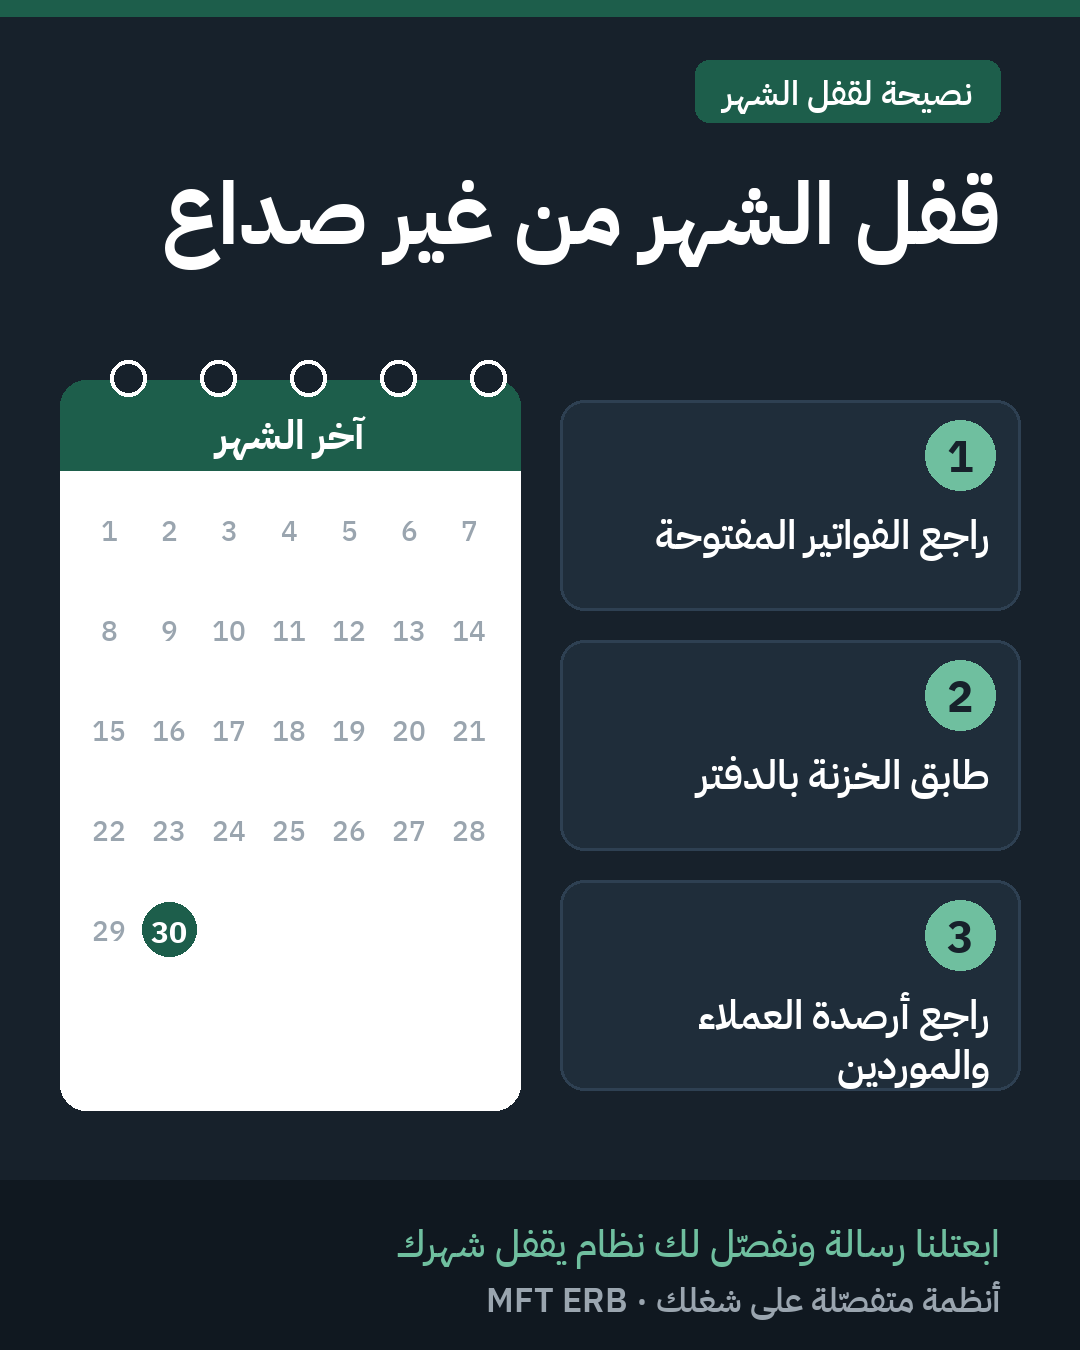 نصيحة لقفل الشهر
قفل الشهر من غير صداع
1
راجع الفواتير المفتوحة
2
طابق الخزنة بالدفتر
3
راجع أرصدة العملاء
والموردين
آخر الشهر
1 2 3 4 5 6 7
8 9 10 11 12 13 14
15 16 17 18 19 20 21
22 23 24 25 26 27 28
29 30
ابعتلنا رسالة ونفصّل لك نظام يقفل شهرك
أنظمة متفصّلة على شغلك · MFT ERB